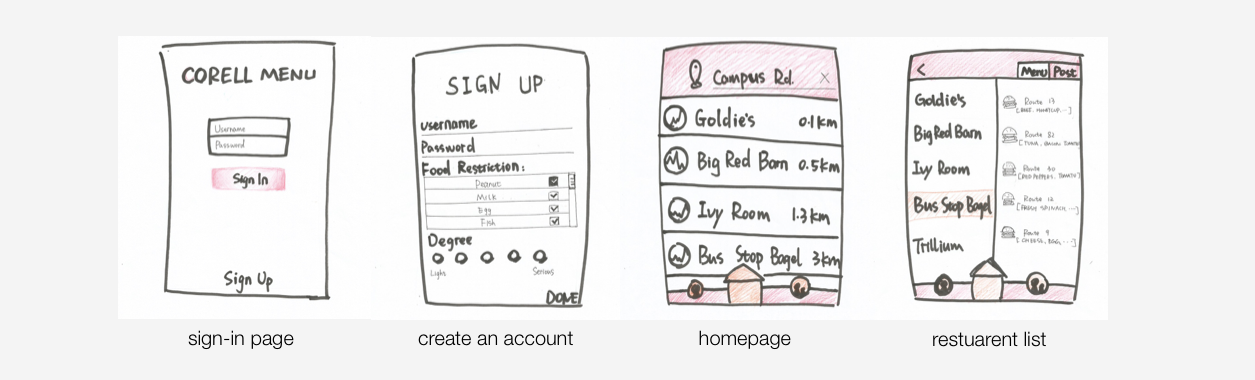 CORELL MENU
Username
Password
Sign In
Sign Up
SIGN UP
Username
Password
Food Restriction:
Peanut
Milk
Egg
Fish
Degree
Light Serious
DONE
Campus Rd. X
Goldie's 0.1km
Big Red Barn 0.5km
Ivy Room 1.3km
Bus Stop Bagel 3km
< Menu Post
Goldie's
Big Red Barn
Ivy Room
Bus Stop Bagel
Trillium
Route 13
Route 82
[TUNA, BACON, TOMATO
Route
[RED PEPPERS, TOMATO]
Route 12
SPINACH, ...]
Route 9
[CHEESE, EGG, ...]
sign-in page
create an account
homepage
restuarent list